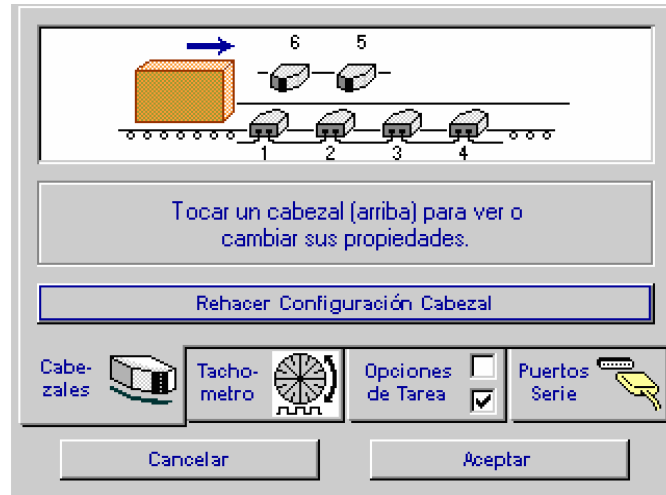 6 5
1 2 3 4
Tocar un cabezal (arriba) para ver o
cambiar sus propiedades.
Rehacer Configuración Cabezal
Cabe-
zales
Tacho-
metro
Opciones
de Tarea
Puertos
Serie
Cancelar
Aceptar